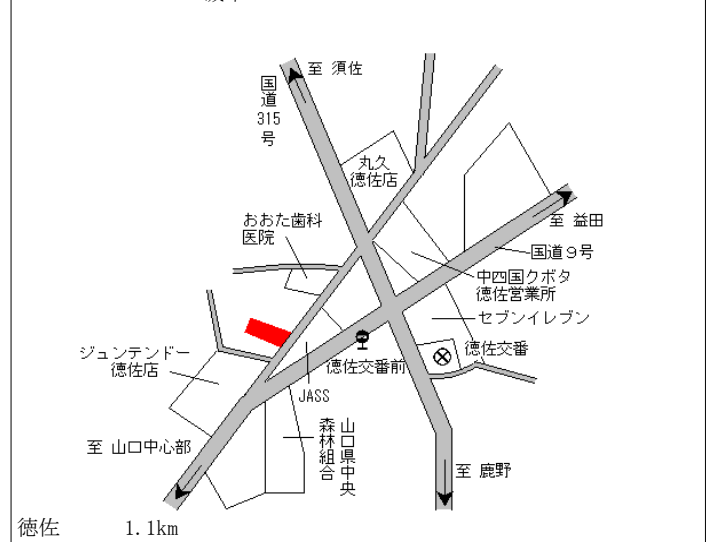 至 須佐
国道315号
丸久
徳佐店
おおた歯科
医院
至 益田
国道９号
中四国クボタ
徳佐営業所
セブンイレブン
徳佐交番
徳佐交番前
ジュンテンドー
徳佐店
JASS
山口県中央
森林組合
至 山口中心部
至 鹿野
徳佐 1.1km